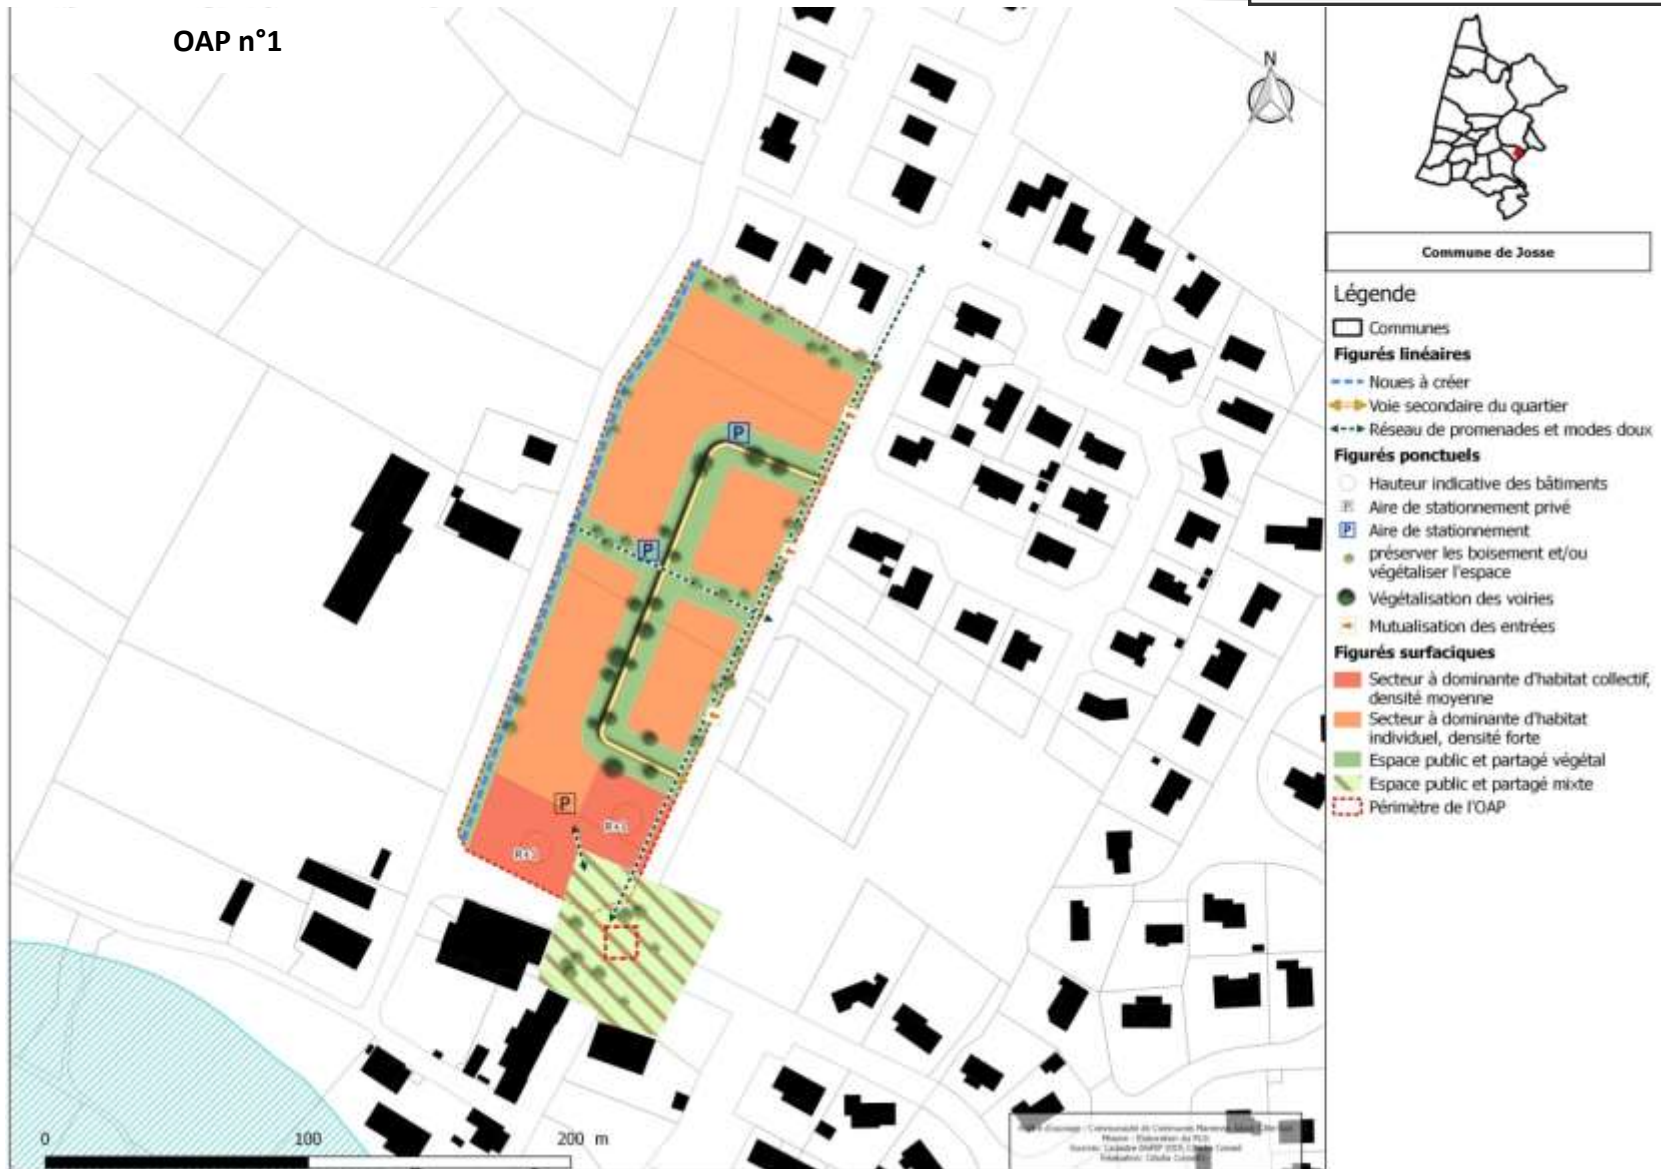 OAP n°1
N
Commune de Josse
Légende
Communes
Figurés linéaires
Noues à créer
Voie secondaire du quartier
Réseau de promenades et modes doux
Figurés ponctuels
Hauteur indicative des bâtiments
P Aire de stationnement privé
P Aire de stationnement
préserver les boisement et/ou
végétaliser l'espace
Végétalisation des voiries
Mutualisation des entrées
Figurés surfaciques
Secteur à dominante d'habitat collectif,
densité moyenne
Secteur à dominante d'habitat
individuel, densité forte
Espace public et partagé végétal
Espace public et partagé mixte
Périmètre de l'OAP
P
P
P
0 100 200 m